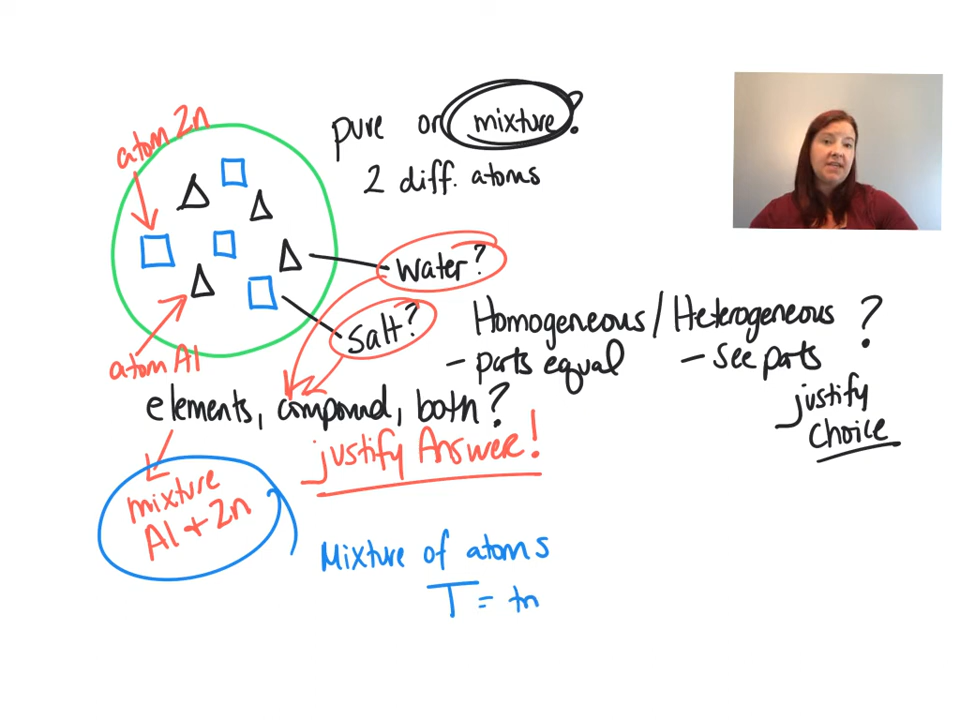 atom Zn
pure or mixture?
2 diff. atoms
water?
salt?
Homogeneous / Heterogeneous ?
- parts equal
- see parts
justify
choice
atom Al
elements, compound, both?
justify Answer!
mixture
Al + Zn
Mixture of atoms
T = tn